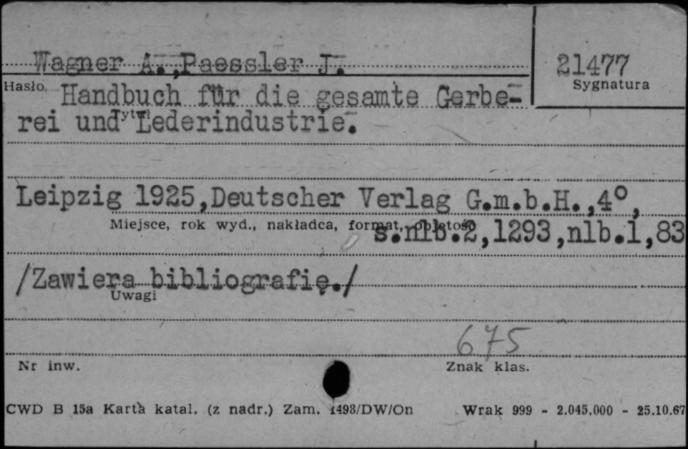 Wagner A., Paessler J.
21477
Hasło
Sygnatura
Handbuch für die gesamte Gerbe-
rei und Lederindustrie.
Leipzig 1925, Deutscher Verlag G.m.b.H., 4°,
Miejsce, rok wyd., nakładca, format, objętość
s.nlb.2,1293,nlb.1,83
/Zawiera bibliografię./
Uwagi
675
Nr inw.
Znak klas.
CWD B 15a Karta katal. (z nadr.) Zam. 1493/DW/On
Wrak 999 - 2.045.000 - 25.10.67